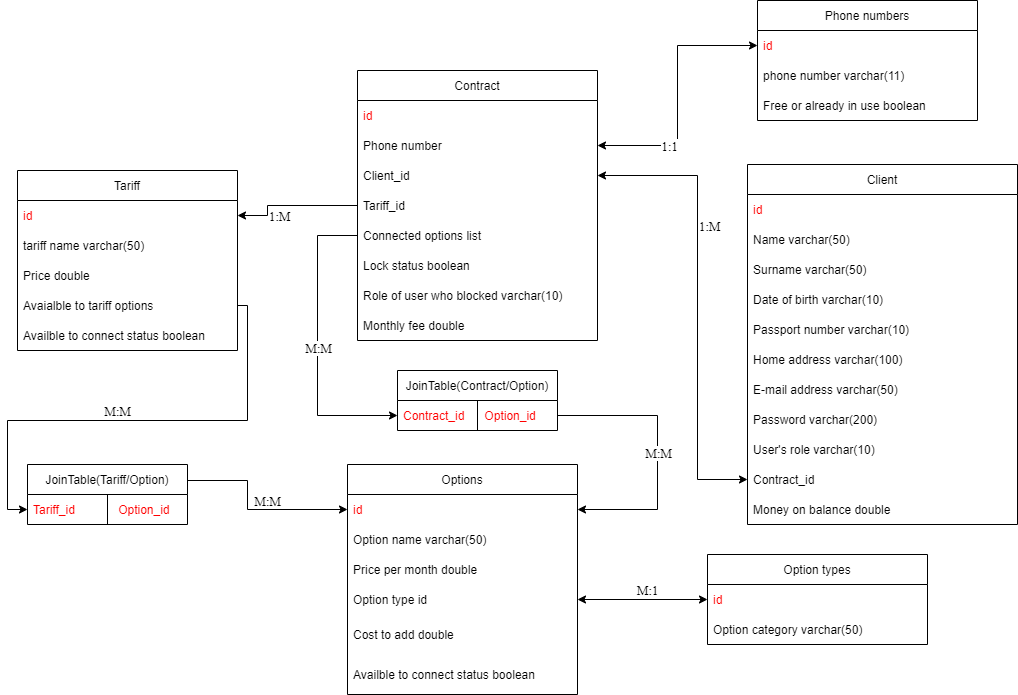 Phone numbers
id
phone number varchar(11)
Free or already in use boolean
Contract
id
Phone number
Client_id
Tariff_id
Connected options list
Lock status boolean
Role of user who blocked varchar(10)
Monthly fee double
1:1
Tariff
id
tariff name varchar(50)
Price double
Avaialble to tariff options
Availble to connect status boolean
1:M
Client
id
Name varchar(50)
Surname varchar(50)
Date of birth varchar(10)
Passport number varchar(10)
Home address varchar(100)
E-mail address varchar(50)
Password varchar(200)
User's role varchar(10)
Contract_id
Money on balance double
1:M
M:M
JoinTable(Contract/Option)
Contract_id Option_id
M:M
M:M
JoinTable(Tariff/Option)
Tariff_id Option_id
M:M
Options
id
Option name varchar(50)
Price per month double
Option type id
Cost to add double
Availble to connect status boolean
M:1
Option types
id
Option category varchar(50)